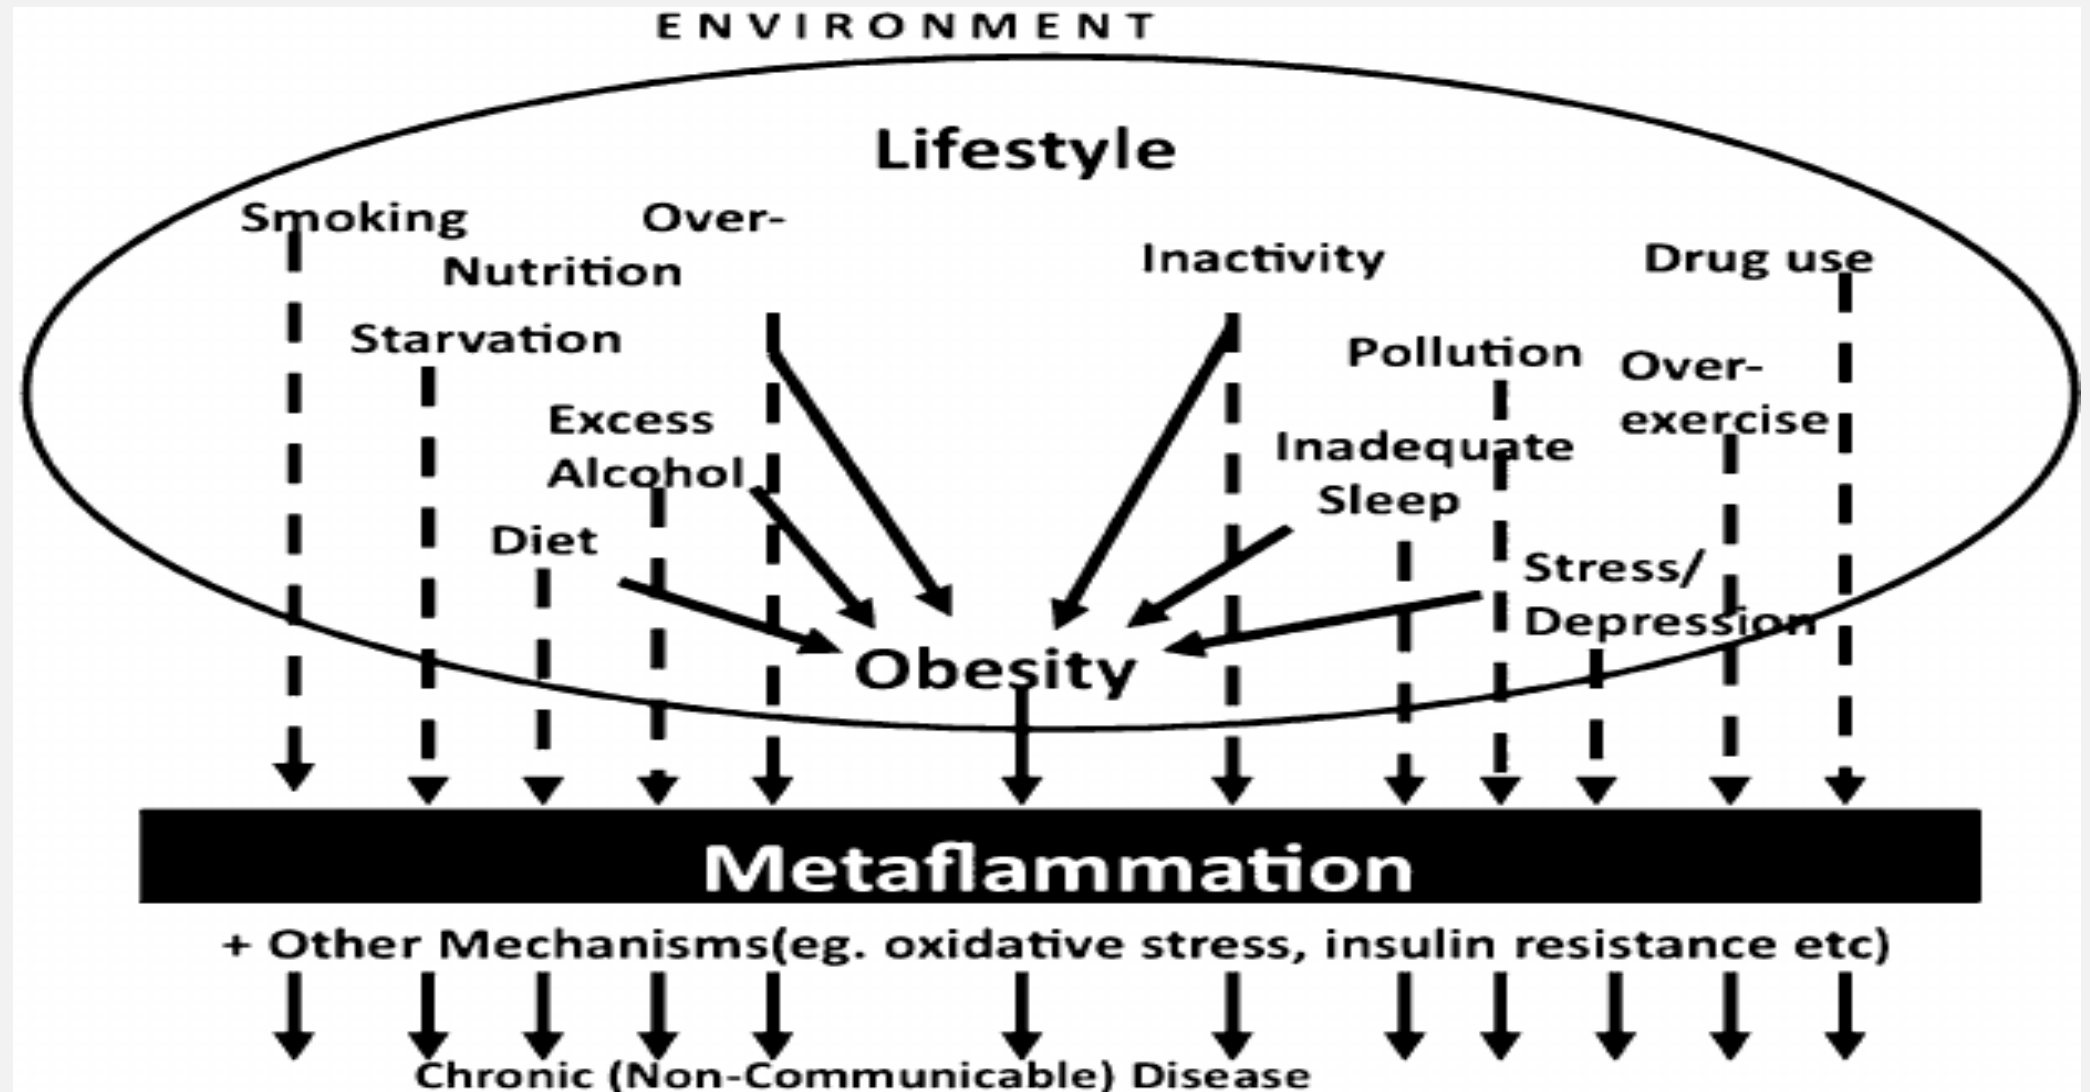 ENVIRONMENT
Lifestyle
Smoking
Over-
Nutrition
Inactivity
Drug use
Starvation
Pollution
Over-
exercise
Excess
Alcohol
Inadequate
Sleep
Diet
Stress/
Depression
Obesity
Metaflammation
+ Other Mechanisms(eg. oxidative stress, insulin resistance etc)
Chronic (Non-Communicable) Disease